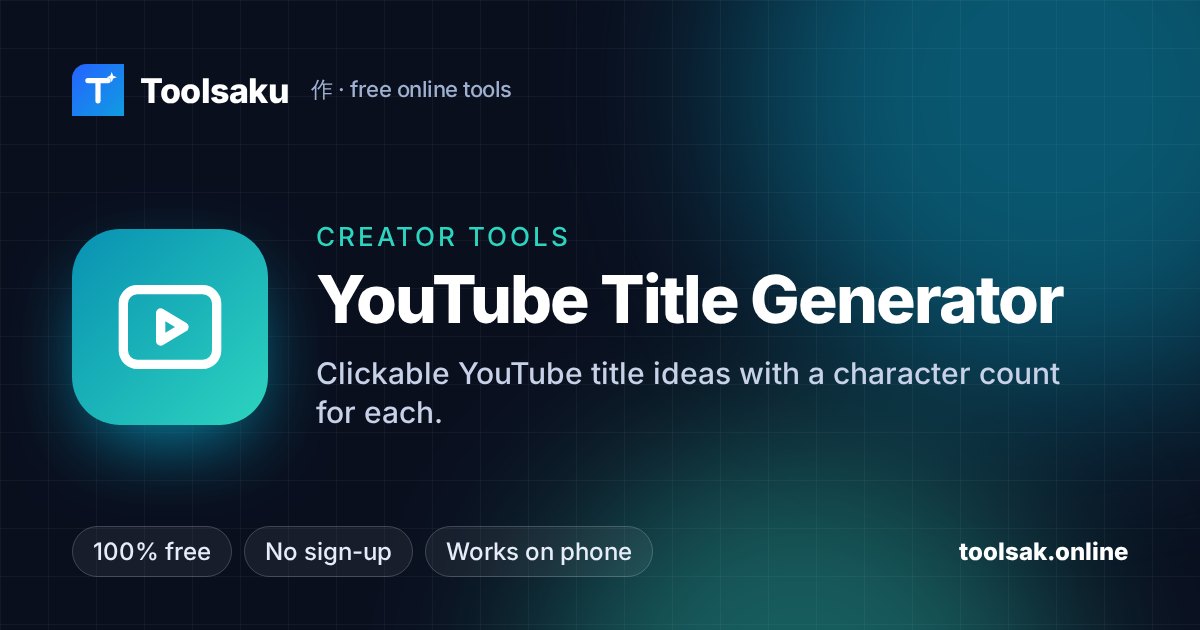 Toolsaku 作 · free online tools
CREATOR TOOLS
YouTube Title Generator
Clickable YouTube title ideas with a character count
for each.
100% free No sign-up Works on phone
toolsak.online